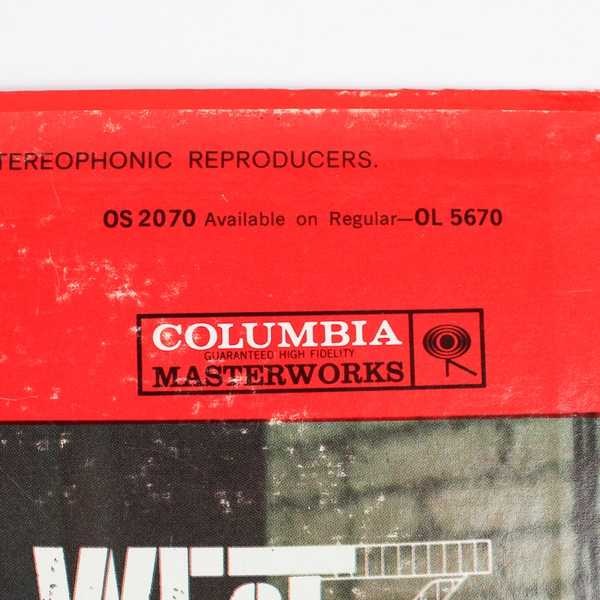 TEREOPHONIC REPRODUCERS.
OS 2070 Available on Regular—OL 5670
COLUMBIA
GUARANTEED HIGH FIDELITY
MASTERWORKS